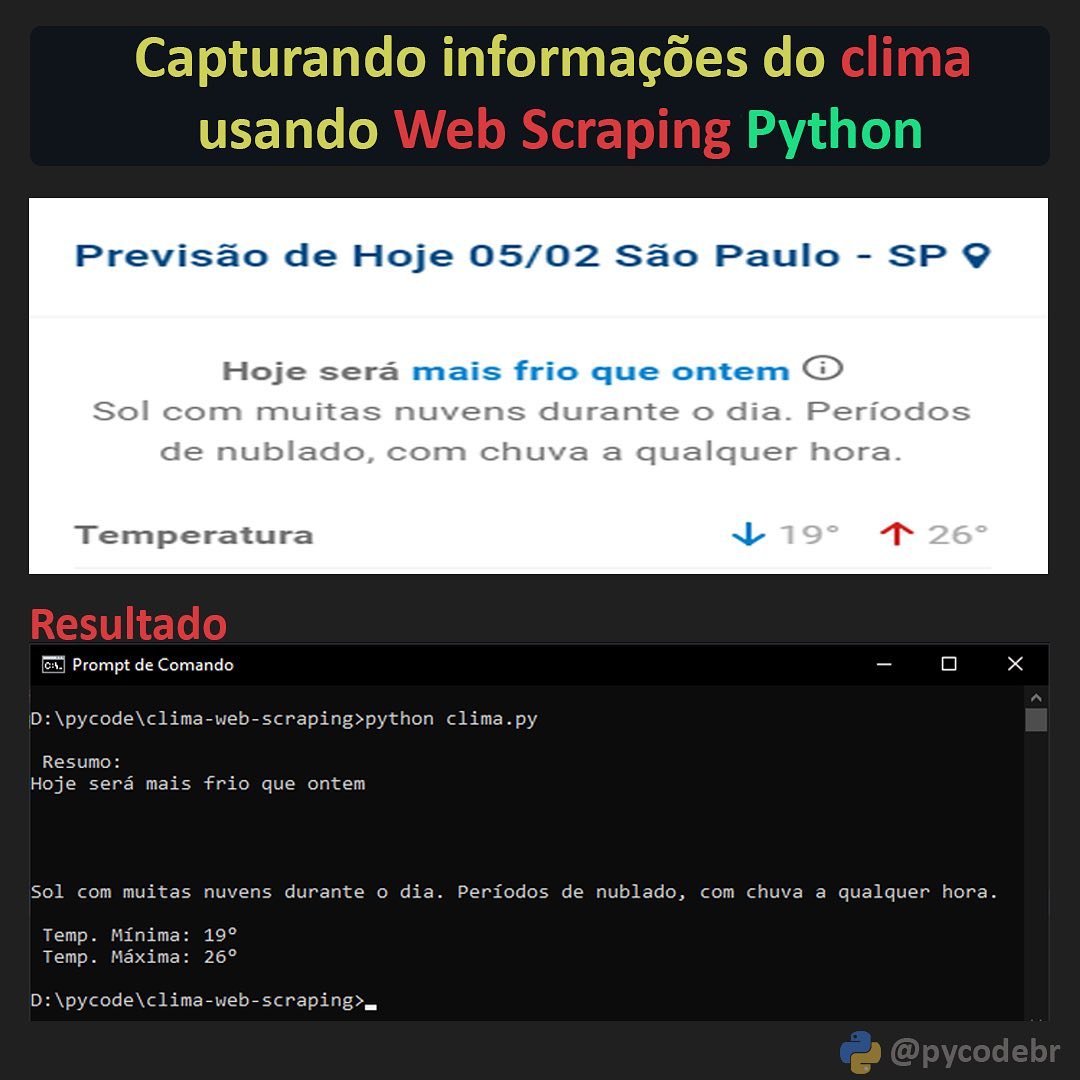 Capturando informações do clima
usando Web Scraping Python
Previsão de Hoje 05/02 São Paulo - SP
Hoje será mais frio que ontem
Sol com muitas nuvens durante o dia. Períodos
de nublado, com chuva a qualquer hora.
Temperatura ↓ 19° ↑ 26°
Resultado
Prompt de Comando
D:\pycode\clima-web-scraping>python clima.py
Resumo:
Hoje será mais frio que ontem
Sol com muitas nuvens durante o dia. Períodos de nublado, com chuva a qualquer hora.
Temp. Mínima: 19º
Temp. Máxima: 26º
D:\pycode\clima-web-scraping>_
@pycodebr